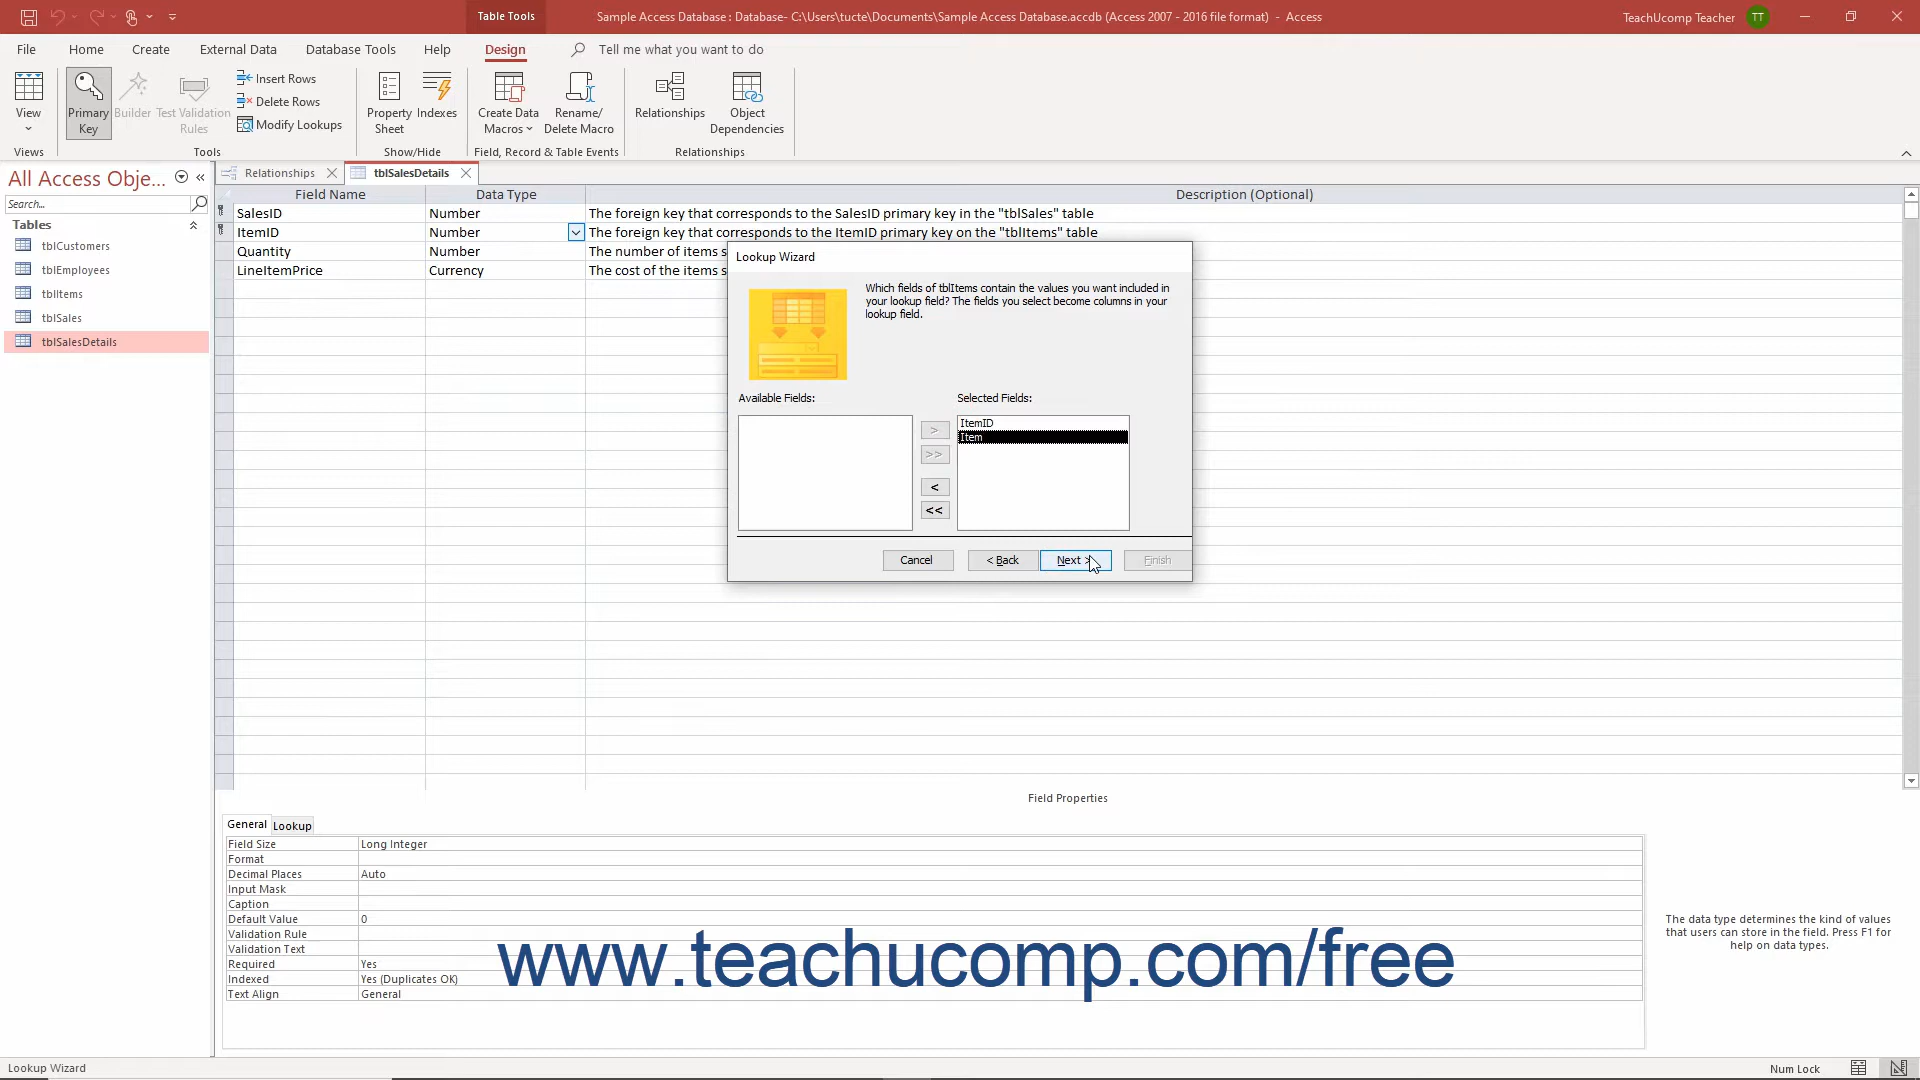 Table Tools
Sample Access Database : Database- C:\Users\tucte\Documents\Sample Access Database.accdb (Access 2007 - 2016 file format) - Access
TeachUcomp Teacher TT
File Home Create External Data Database Tools Help Design Tell me what you want to do
View
Primary Key
Builder
Test Validation Rules
Insert Rows
Delete Rows
Modify Lookups
Property Sheet
Indexes
Create Data Macros
Rename/ Delete Macro
Relationships
Object Dependencies
Views Tools Show/Hide Field, Record & Table Events Relationships
All Access Obje...
Search...
Tables
tblCustomers
tblEmployees
tblItems
tblSales
tblSalesDetails
Relationships tblSalesDetails
Field Name Data Type Description (Optional)
SalesID Number The foreign key that corresponds to the SalesID primary key in the "tblSales" table
ItemID Number The foreign key that corresponds to the ItemID primary key on the "tblItems" table
Quantity Number The number of items s
LineItemPrice Currency The cost of the items s
Lookup Wizard
Which fields of tblItems contain the values you want included in
your lookup field? The fields you select become columns in your
lookup field.
Available Fields: Selected Fields:
ItemID
Item
>
>>
<
<<
Cancel < Back Next > Finish
Field Properties
General Lookup
Field Size Long Integer
Format
Decimal Places Auto
Input Mask
Caption
Default Value 0
Validation Rule
Validation Text
Required Yes
Indexed Yes (Duplicates OK)
Text Align General
The data type determines the kind of values
that users can store in the field. Press F1 for
help on data types.
www.teachucomp.com/free
Lookup Wizard
Num Lock